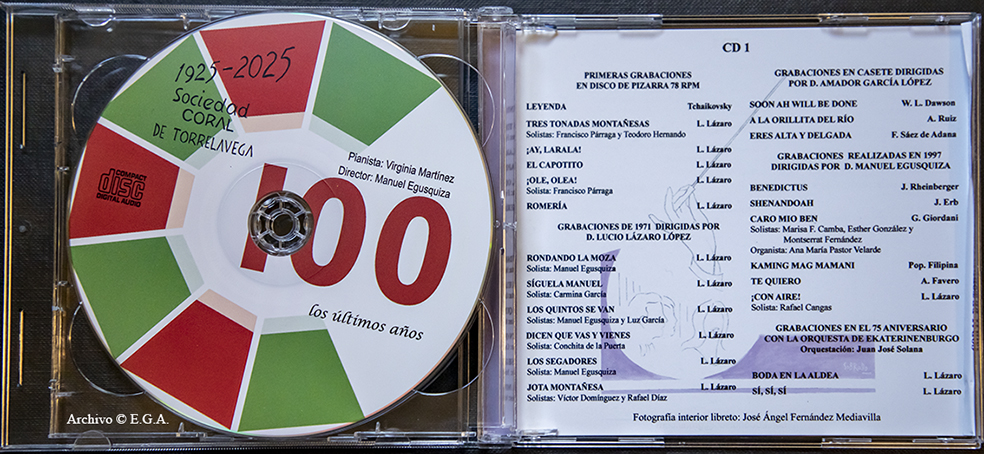 1925-2025
Sociedad
CORAL
DE TORRELAVEGA
COMPACT
disc
DIGITAL AUDIO
Pianista: Virginia Martínez
Director: Manuel Egusquiza
100
los últimos años
Archivo © E.G.A.
CD 1
PRIMERAS GRABACIONES
EN DISCO DE PIZARRA 78 RPM
LEYENDA Tchaikovsky
TRES TONADAS MONTAÑESAS L. Lázaro
Solistas: Francisco Párraga y Teodoro Hernando
¡AY, LARALA! L. Lázaro
EL CAPOTITO L. Lázaro
¡OLE, OLEA! L. Lázaro
Solista: Francisco Párraga
ROMERÍA L. Lázaro
GRABACIONES DE 1971 DIRIGIDAS POR
D. LUCIO LÁZARO LÓPEZ
RONDANDO LA MOZA L. Lázaro
Solista: Manuel Egusquiza
SÍGUELA MANUEL L. Lázaro
Solista: Carmina García
LOS QUINTOS SE VAN L. Lázaro
Solistas: Manuel Egusquiza y Luz García
DICEN QUE VAS Y VIENES L. Lázaro
Solista: Conchita de la Puerta
LOS SEGADORES L. Lázaro
Solista: Manuel Egusquiza
JOTA MONTAÑESA L. Lázaro
Solistas: Víctor Domínguez y Rafael Díaz
GRABACIONES EN CASETE DIRIGIDAS
POR D. AMADOR GARCÍA LÓPEZ
SOON AH WILL BE DONE W. L. Dawson
A LA ORILLITA DEL RÍO A. Ruiz
ERES ALTA Y DELGADA F. Sáez de Adana
GRABACIONES REALIZADAS EN 1997
DIRIGIDAS POR D. MANUEL EGUSQUIZA
BENEDICTUS J. Rheinberger
SHENANDOAH J. Erb
CARO MIO BEN G. Giordani
Solistas: Marisa F. Camba, Esther González y
Montserrat Fernández
Organista: Ana María Pastor Velarde
KAMING MAG MAMANI Pop. Filipina
TE QUIERO A. Favero
¡CON AIRE! L. Lázaro
Solista: Rafael Cangas
GRABACIONES EN EL 75 ANIVERSARIO
CON LA ORQUESTA DE EKATERINENBURGO
Orquestación: Juan José Solana
BODA EN LA ALDEA L. Lázaro
SÍ, SÍ, SÍ L. Lázaro
Fotografía interior libreto: José Ángel Fernández Mediavilla